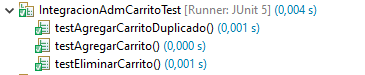 IntegracionAdmCarritoTest [Runner: JUnit 5] (0,004 s)
testAgregarCarritoDuplicado() (0,001 s)
testAgregarCarrito() (0,000 s)
testEliminarCarrito() (0,001 s)